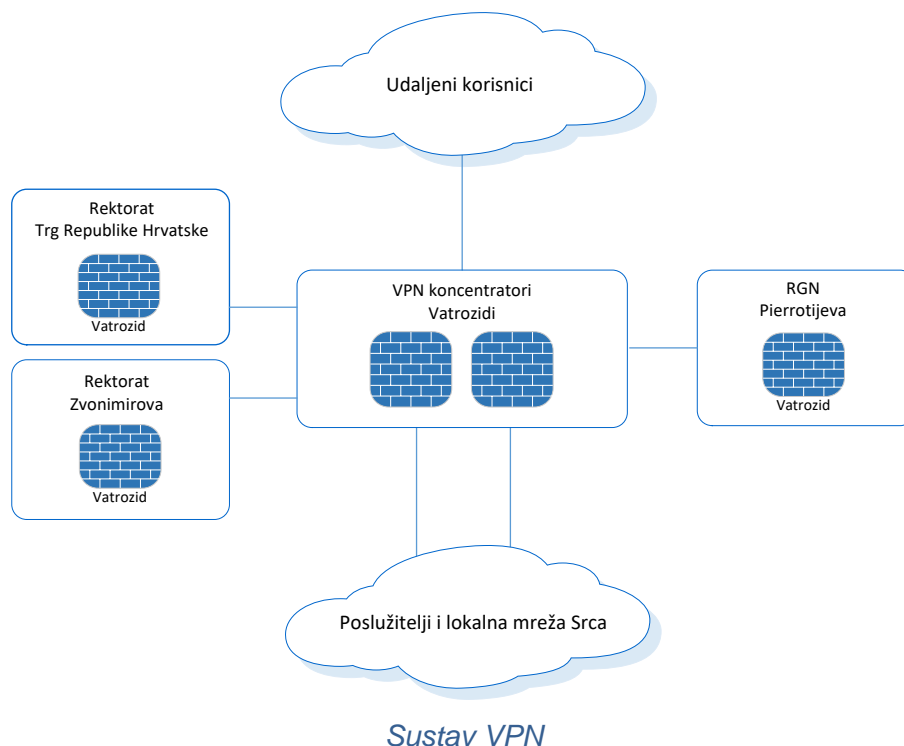 Udaljeni korisnici
Rektorat
Trg Republike Hrvatske
Vatrozid
VPN koncentratori
Vatrozidi
RGN
Pierrotijeva
Vatrozid
Rektorat
Zvonimirova
Vatrozid
Poslužitelji i lokalna mreža Srca
Sustav VPN